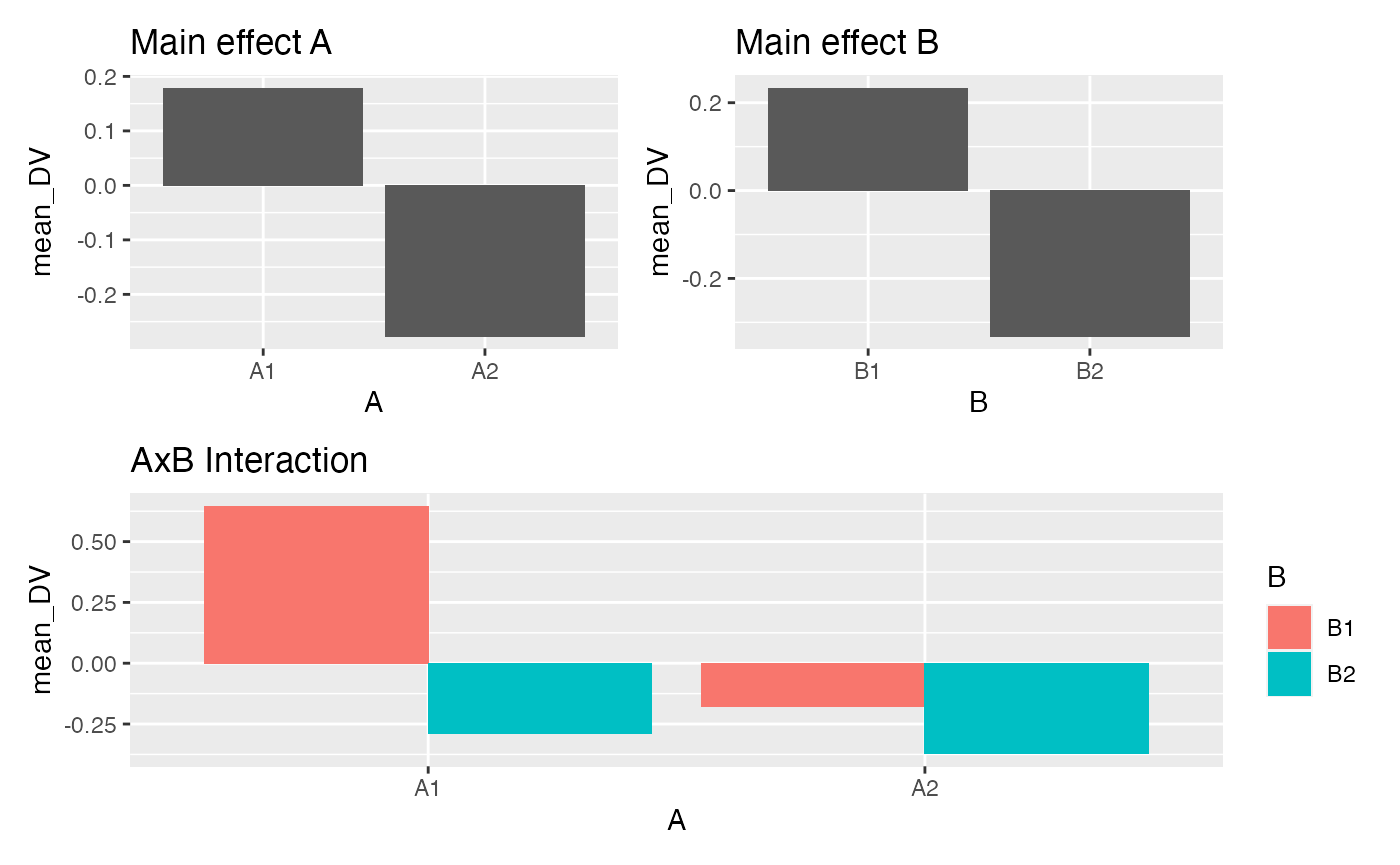 Main effect A
mean_DV
0.2
0.1
0.0
-0.1
-0.2
A1 A2
A
Main effect B
mean_DV
0.2
0.0
-0.2
B1 B2
B
AxB Interaction
mean_DV
0.50
0.25
0.00
-0.25
A1 A2
A
B
B1
B2